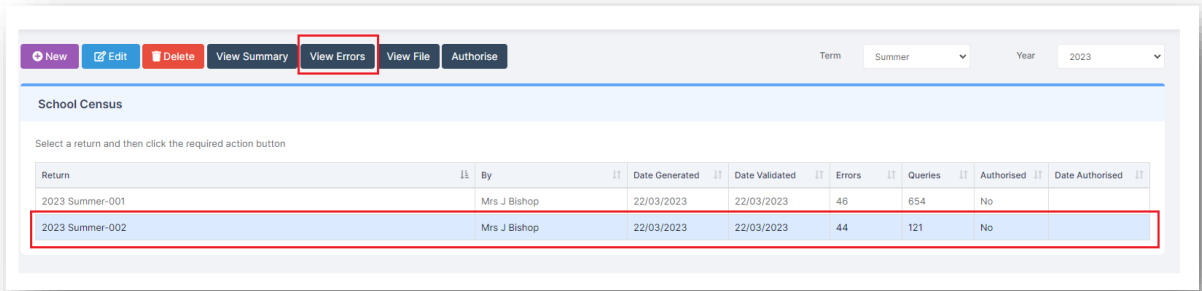 New Edit Delete View Summary View Errors View File Authorise Term Summer Year 2023
School Census
Select a return and then click the required action button
Return By Date Generated Date Validated Errors Queries Authorised Date Authorised
2023 Summer-001 Mrs J Bishop 22/03/2023 22/03/2023 46 654 No
2023 Summer-002 Mrs J Bishop 22/03/2023 22/03/2023 44 121 No